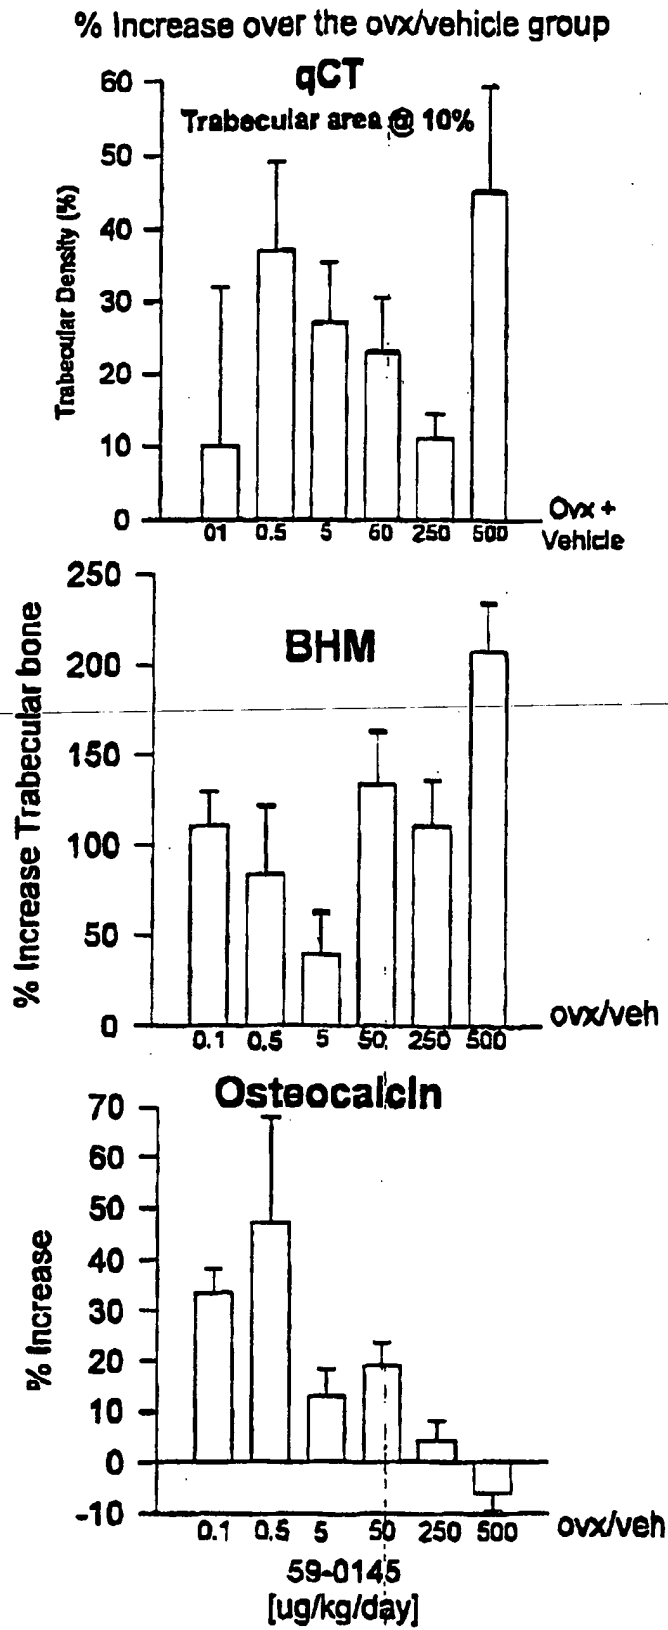 % Increase over the ovx/vehicle group
qCT
Trabecular area @ 10%
Trabecular Density (%)
60
50
40
30
20
10
0
01 0.5 5 60 250 500
Ovx +
Vehicle
BHM
% Increase Trabecular bone
250
200
150
100
50
0
0.1 0.5 5 50 250 500
ovx/veh
Osteocalcin
% Increase
70
60
50
40
30
20
10
0
-10
0.1 0.5 5 50 250 500
ovx/veh
59-0145
[ug/kg/day]